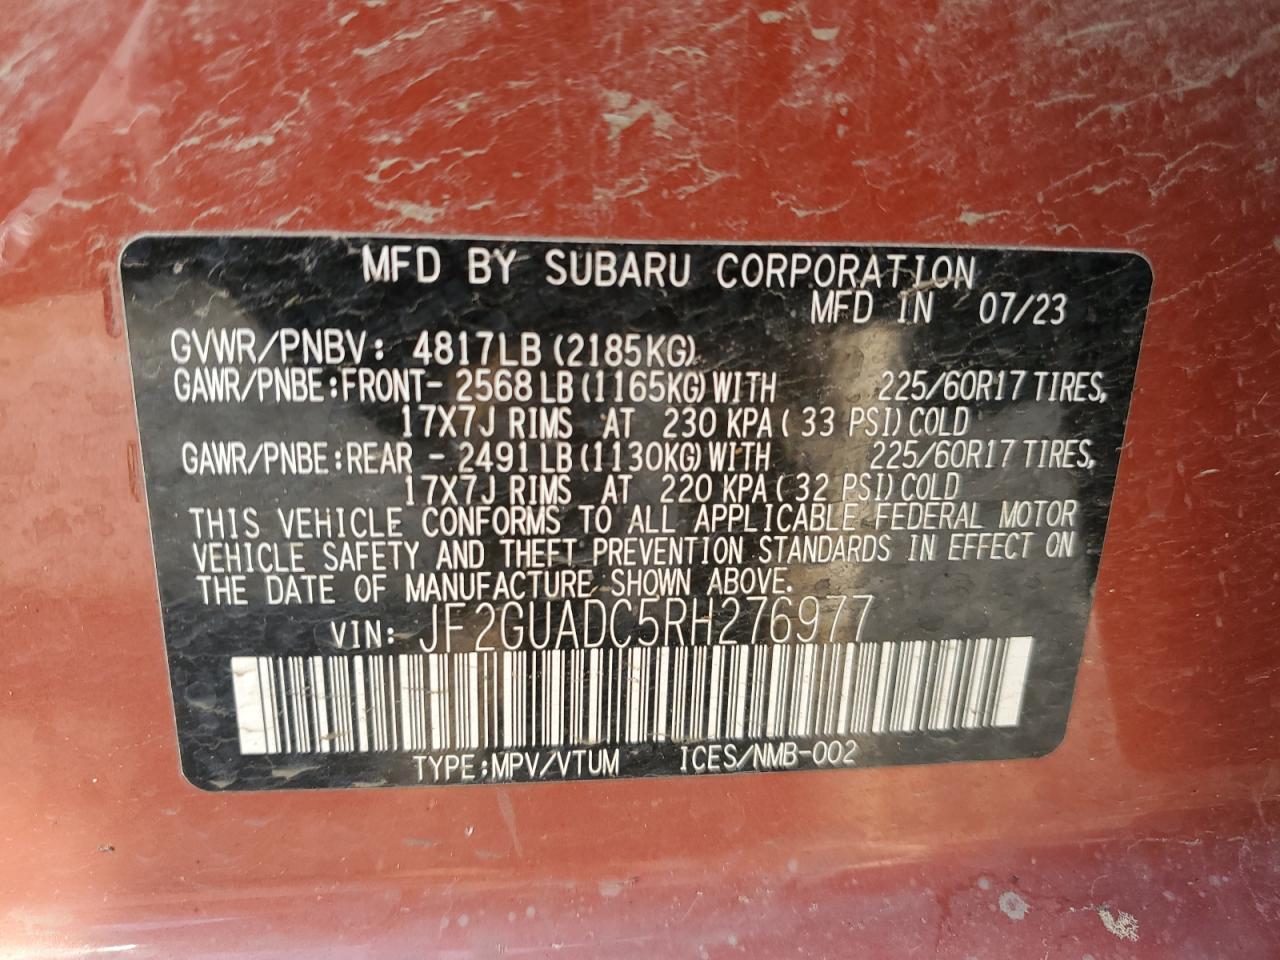 MFD BY SUBARU CORPORATION
MFD IN 07/23
GVWR/PNBV: 4817LB (2185KG)
GAWR/PNBE:FRONT- 2568 LB (1165KG) WITH 225/60R17 TIRES,
17X7J RIMS AT 230 KPA ( 33 PSI) COLD
GAWR/PNBE:REAR - 2491 LB (1130KG) WITH 225/60R17 TIRES,
17X7J RIMS AT 220 KPA ( 32 PSI) COLD
THIS VEHICLE CONFORMS TO ALL APPLICABLE FEDERAL MOTOR
VEHICLE SAFETY AND THEFT PREVENTION STANDARDS IN EFFECT ON
THE DATE OF MANUFACTURE SHOWN ABOVE.
VIN: JF2GUADC5RH276977
TYPE:MPV/VTUM ICES/NMB-002